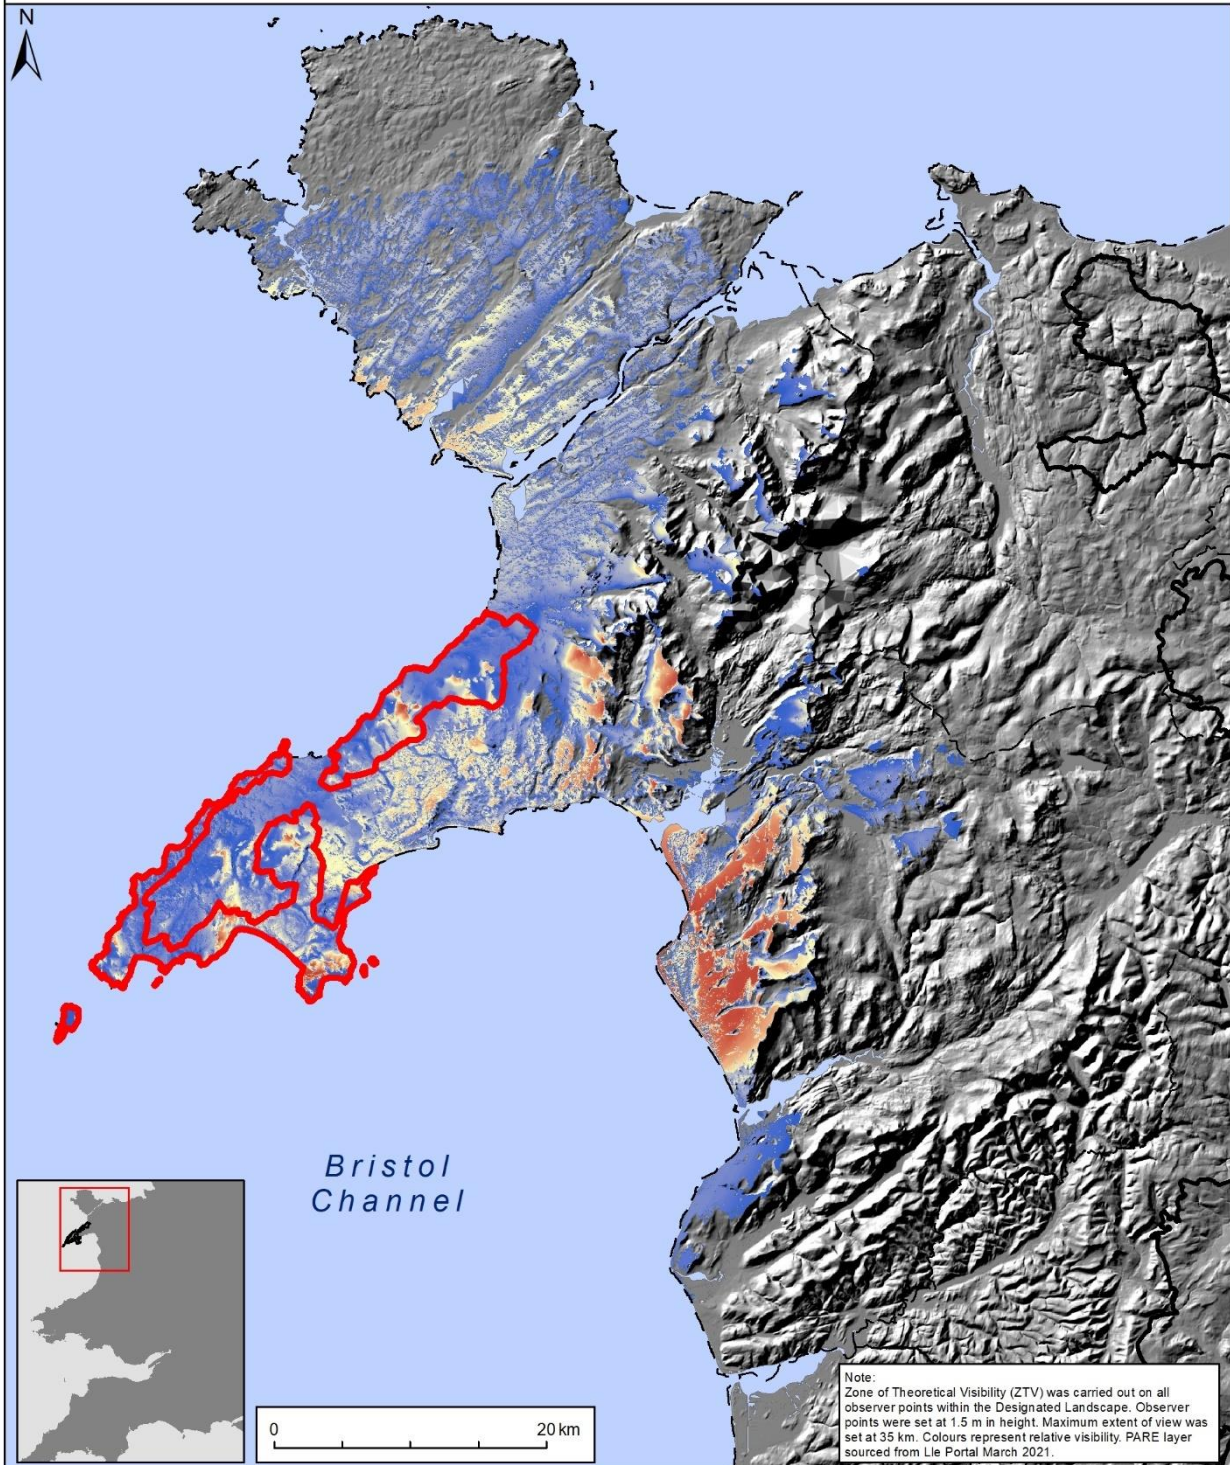 N
Bristol
Channel
0 20 km
Note:
Zone of Theoretical Visibility (ZTV) was carried out on all
observer points within the Designated Landscape. Observer
points were set at 1.5 m in height. Maximum extent of view was
set at 35 km. Colours represent relative visibility. PARE layer
sourced from Lle Portal March 2021.